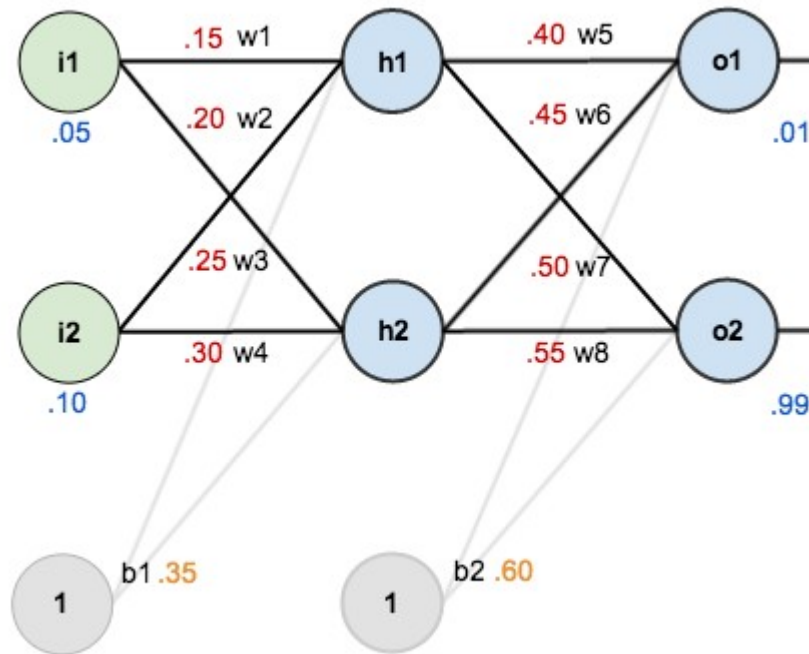 i1 .15 w1 h1 .40 w5 o1
.05 .20 w2 .45 w6 .01
.25 w3 .50 w7
i2 .30 w4 h2 .55 w8 o2
.10 .99
1 b1 .35 1 b2 .60